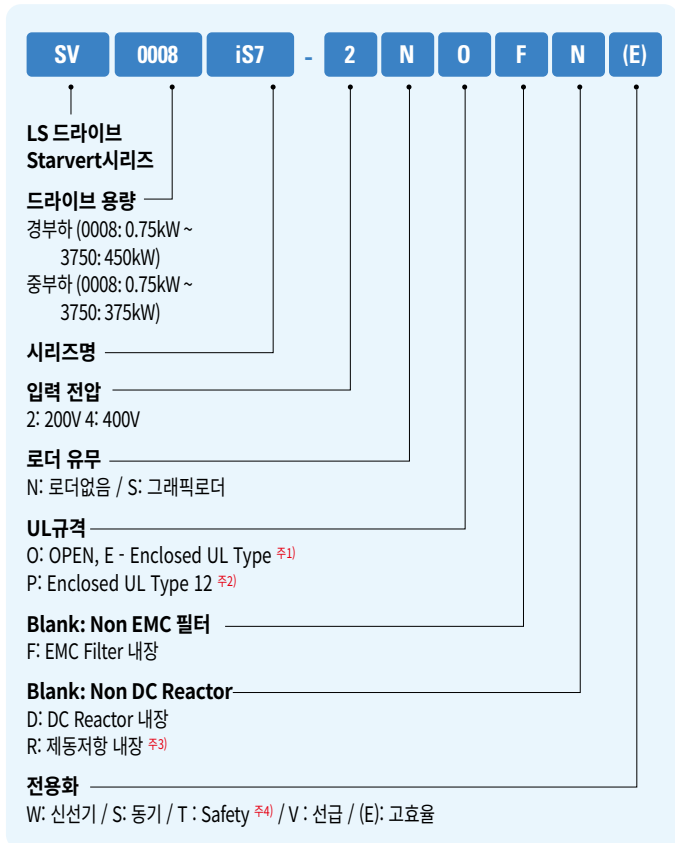 SV 0008 iS7 - 2 N O F N (E)
LS 드라이브
Starvert시리즈
드라이브 용량
경부하 (0008: 0.75kW ~
3750: 450kW)
중부하 (0008: 0.75kW ~
3750: 375kW)
시리즈명
입력 전압
2: 200V 4: 400V
로더 유무
N: 로더없음 / S: 그래픽로더
UL규격
O: OPEN, E - Enclosed UL Type 주1)
P: Enclosed UL Type 12 주2)
Blank: Non EMC 필터
F: EMC Filter 내장
Blank: Non DC Reactor
D: DC Reactor 내장
R: 제동저항 내장 주3)
전용화
W: 신선기 / S: 동기 / T : Safety 주4) / V : 선급 / (E): 고효율